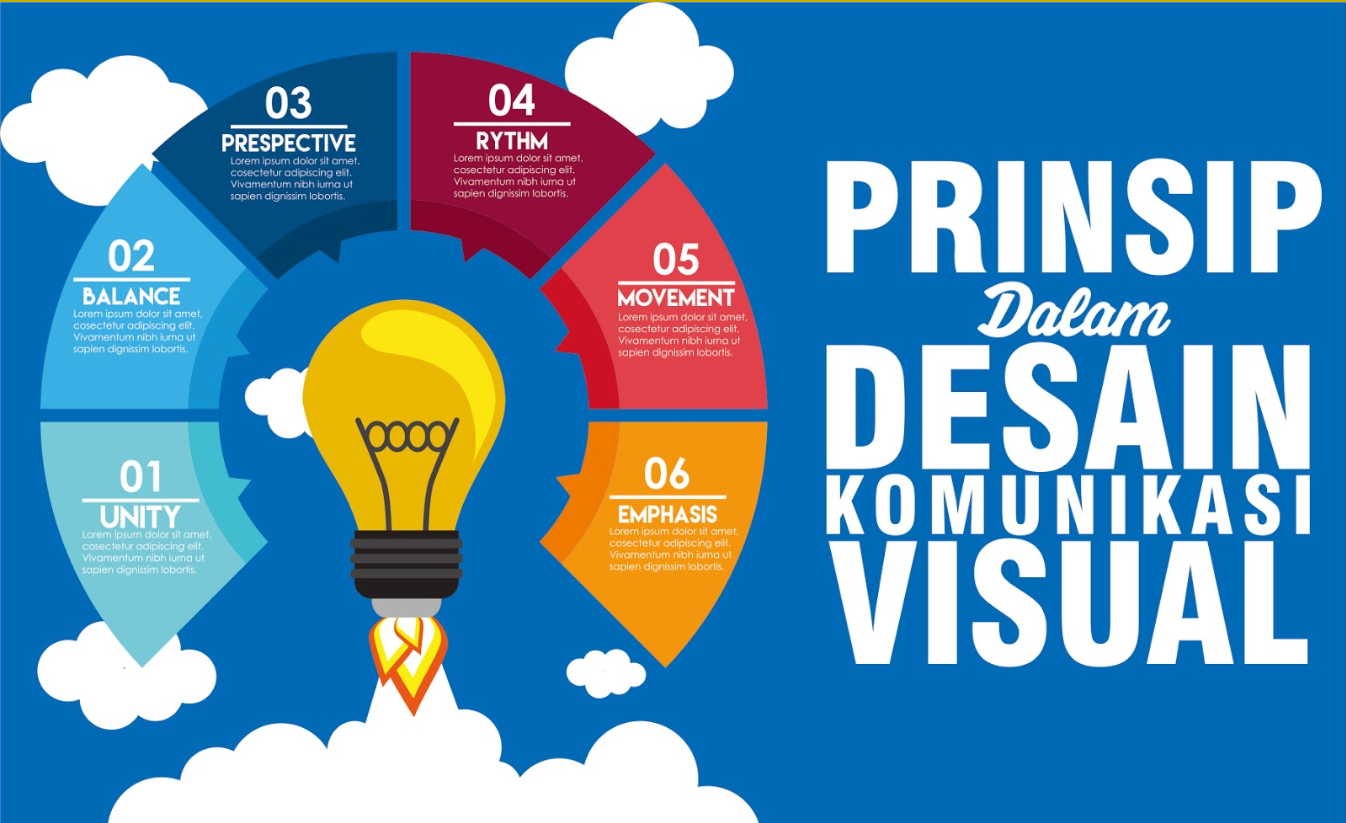 01
UNITY
Lorem ipsum dolor sit amet,
cosectetur adipiscing elit.
Vivamentum nibh iurna ut
sapien dignissim lobortis.
02
BALANCE
Lorem ipsum dolor sit amet,
cosectetur adipiscing elit.
Vivamentum nibh iurna ut
sapien dignissim lobortis.
03
PRESPECTIVE
Lorem ipsum dolor sit amet,
cosectetur adipiscing elit.
Vivamentum nibh iurna ut
sapien dignissim lobortis.
04
RYTHM
Lorem ipsum dolor sit amet,
cosectetur adipiscing elit.
Vivamentum nibh iurna ut
sapien dignissim lobortis.
05
MOVEMENT
Lorem ipsum dolor sit amet,
cosectetur adipiscing elit.
Vivamentum nibh iurna ut
sapien dignissim lobortis.
06
EMPHASIS
Lorem ipsum dolor sit amet,
cosectetur adipiscing elit.
Vivamentum nibh iurna ut
sapien dignissim lobortis.
PRINSIP
Dalam
DESAIN
KOMUNIKASI
VISUAL